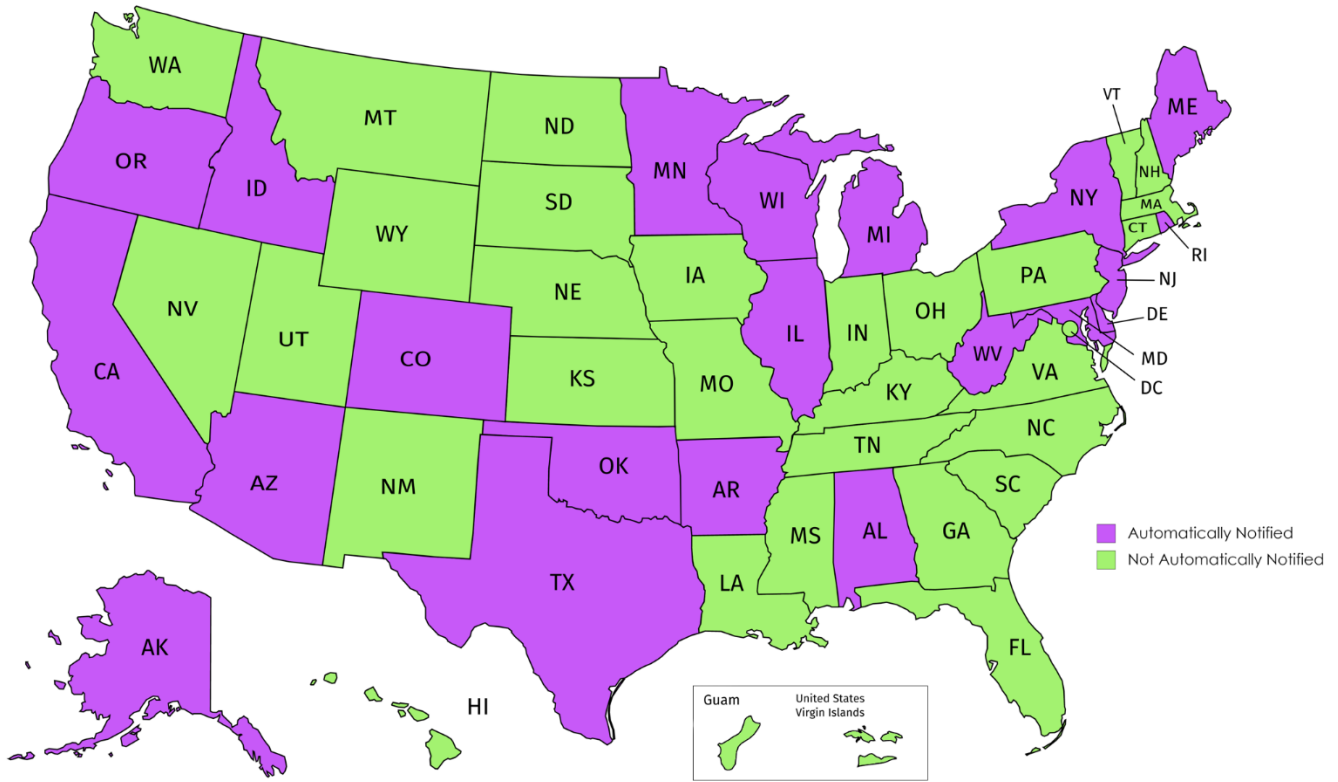 WA
MT
ND
MN
VT
ME
OR
ID
SD
WI
NY
NH
WY
MI
MA
CT
RI
IA
PA
NJ
NE
NV
OH
DE
UT
IL
IN
CO
WV
MD
CA
KS
MO
VA
DC
KY
NC
TN
OK
AZ
NM
AR
SC
MS
AL
GA
Automatically Notified
Not Automatically Notified
TX
LA
AK
FL
HI
Guam
United States
Virgin Islands